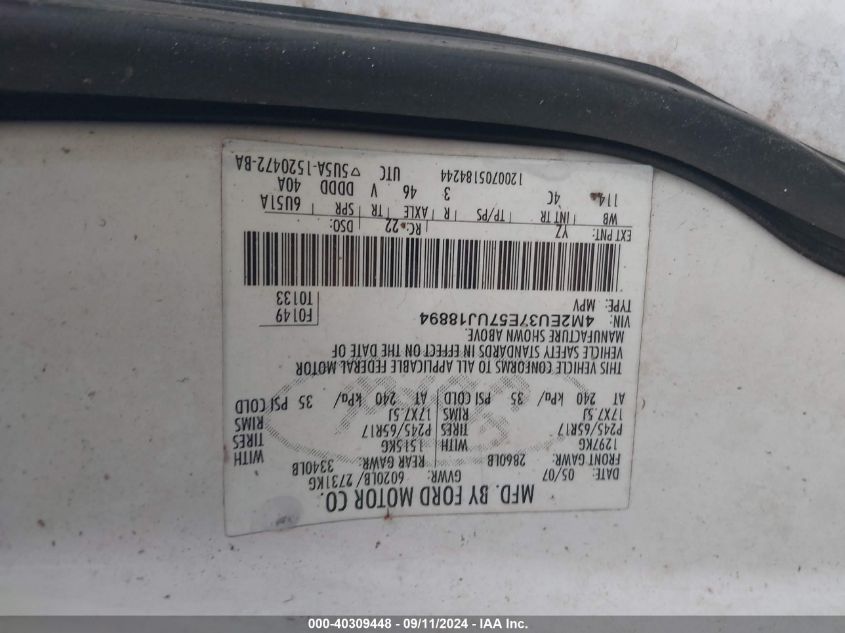 MFD. BY FORD MOTOR CO.
DATE: 05/07 GVWR: 6020LB/ 2731KG
FRONT GAWR: 2860LB REAR GAWR: 3340LB
1297KG WITH 1515KG WITH
P245/65R17 TIRES P245/65R17 TIRES
17X7.5J RIMS 17X7.5J RIMS
AT 240 kPa/ 35 PSI COLD AT 240 kPa/ 35 PSI COLD
THIS VEHICLE CONFORMS TO ALL APPLICABLE FEDERAL MOTOR
VEHICLE SAFETY STANDARDS IN EFFECT ON THE DATE OF
MANUFACTURE SHOWN ABOVE.
VIN: 4M2EU37E57UJ18894 F0149
TYPE: MPV T0133
EXT PNT: YZ RC: 22 DSO:
WB INT TR TP/PS R AXLE TR SPR 6U51A
114 4C 3 46 V DDDD 40A
1200705184244 UTC ▽ 5U5A-1520472-BA
000-40309448 - 09/11/2024 - IAA Inc.